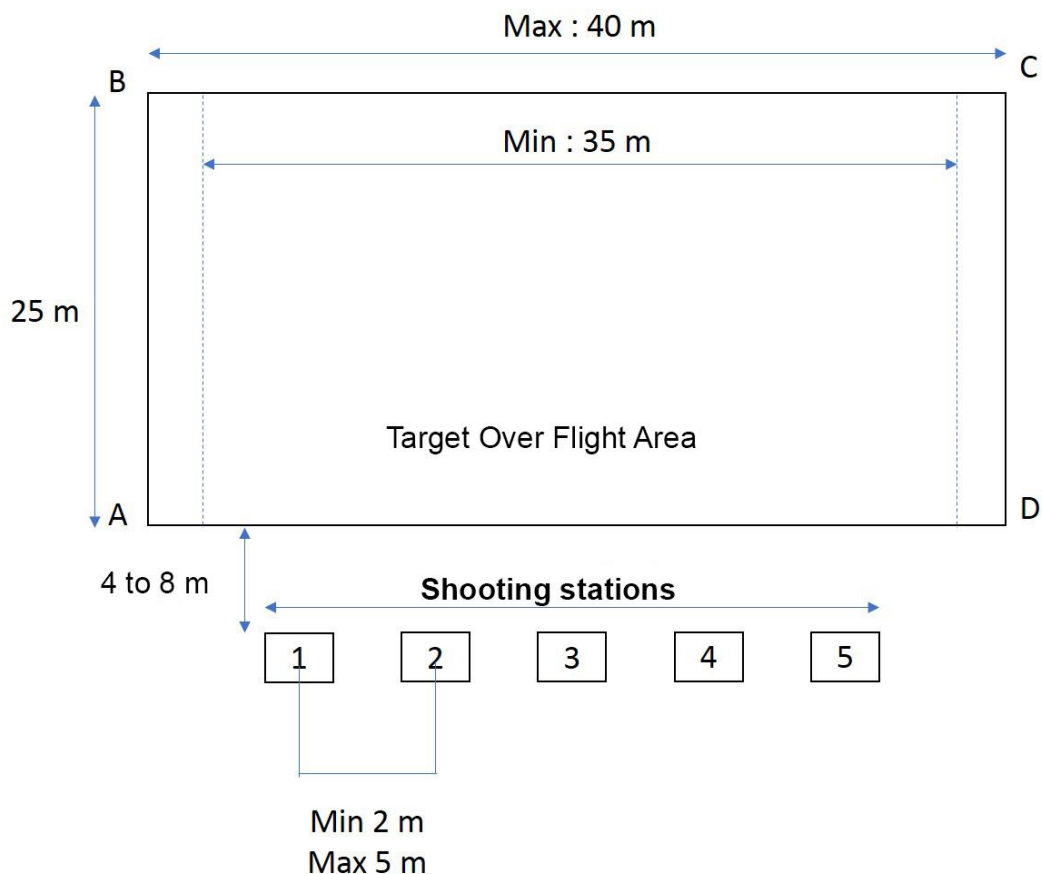 Max : 40 m
B
C
Min : 35 m
25 m
Target Over Flight Area
A
D
4 to 8 m
Shooting stations
1
2
3
4
5
Min 2 m
Max 5 m